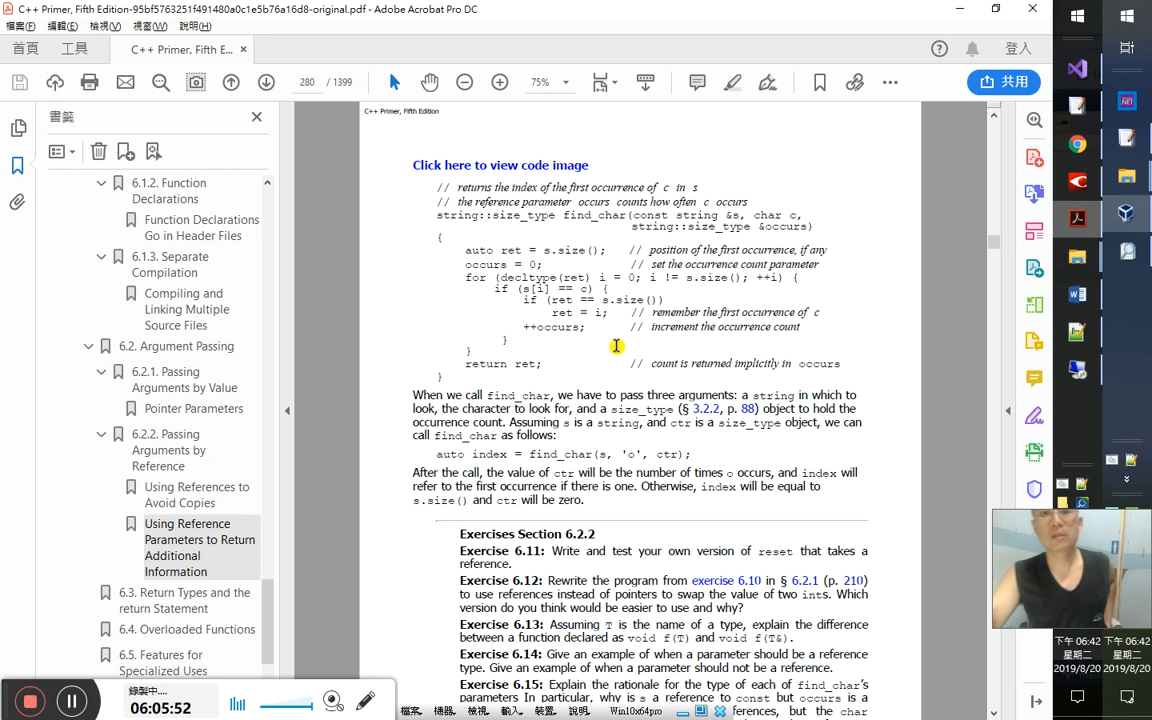 C++ Primer, Fifth Edition-95bf5763251f491480a0c1e5b76a16d8-original.pdf - Adobe Acrobat Pro DC
檔案(F) 編輯(E) 檢視(V) 視窗(W) 說明(H)
首頁 工具 C++ Primer, Fifth E... × 登入
280 / 1399 75% 共用
書籤
6.1.2. Function
Declarations
Function Declarations
Go in Header Files
6.1.3. Separate
Compilation
Compiling and
Linking Multiple
Source Files
6.2. Argument Passing
6.2.1. Passing
Arguments by Value
Pointer Parameters
6.2.2. Passing
Arguments by
Reference
Using References to
Avoid Copies
Using Reference
Parameters to Return
Additional
Information
6.3. Return Types and the
return Statement
6.4. Overloaded Functions
6.5. Features for
Specialized Uses
C++ Primer, Fifth Edition
Click here to view code image
// returns the index of the first occurrence of c in s
// the reference parameter occurs counts how often c occurs
string::size_type find_char(const string &s, char c,
string::size_type &occurs)
{
auto ret = s.size(); // position of the first occurrence, if any
occurs = 0; // set the occurrence count parameter
for (decltype(ret) i = 0; i != s.size(); ++i) {
if (s[i] == c) {
if (ret == s.size())
ret = i; // remember the first occurrence of c
++occurs; // increment the occurrence count
}
}
return ret; // count is returned implicitly in occurs
}
When we call find_char, we have to pass three arguments: a string in which to
look, the character to look for, and a size_type (§ 3.2.2, p. 88) object to hold the
occurrence count. Assuming s is a string, and ctr is a size_type object, we can
call find_char as follows:
auto index = find_char(s, 'o', ctr);
After the call, the value of ctr will be the number of times o occurs, and index will
refer to the first occurrence if there is one. Otherwise, index will be equal to
s.size() and ctr will be zero.
Exercises Section 6.2.2
Exercise 6.11: Write and test your own version of reset that takes a
reference.
Exercise 6.12: Rewrite the program from exercise 6.10 in § 6.2.1 (p. 210)
to use references instead of pointers to swap the value of two ints. Which
version do you think would be easier to use and why?
Exercise 6.13: Assuming T is the name of a type, explain the difference
between a function declared as void f(T) and void f(T&).
Exercise 6.14: Give an example of when a parameter should be a reference
type. Give an example of when a parameter should not be a reference.
Exercise 6.15: Explain the rationale for the type of each of find_char's
parameters In particular, why is s a reference to const but occurs is a
ferences, but the char
錄製中....
06:05:52
檔案 機器 檢視 輸入 裝置 說明 Win10x64pro
.NET
下午 06:42 下午 06:42
星期二 星期二
2019/8/20 2019/8/20